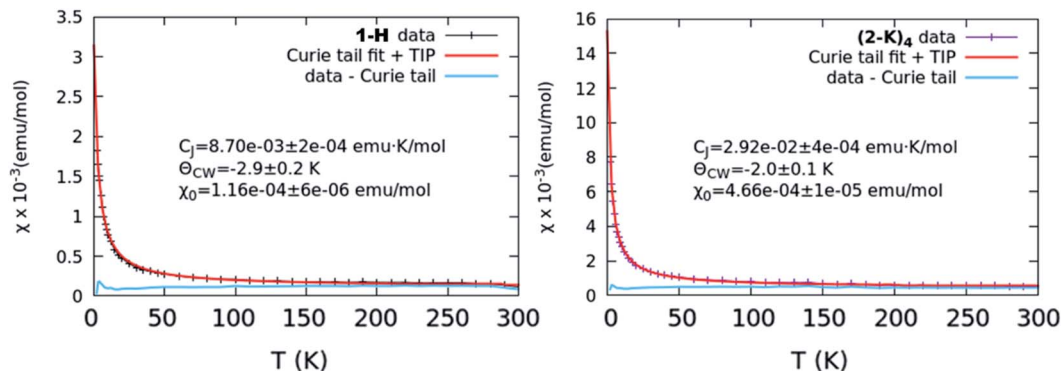 1-H data
Curie tail fit + TIP
data - Curie tail
C_J=8.70e-03±2e-04 emu·K/mol
Θ_CW=-2.9±0.2 K
χ_0=1.16e-04±6e-06 emu/mol
χ x 10^-3(emu/mol)
3.5
3
2.5
2
1.5
1
0.5
0
0 50 100 150 200 250 300
T (K)
(2-K)_4 data
Curie tail fit + TIP
data - Curie tail
C_J=2.92e-02±4e-04 emu·K/mol
Θ_CW=-2.0±0.1 K
χ_0=4.66e-04±1e-05 emu/mol
χ x 10^-3(emu/mol)
16
14
12
10
8
6
4
2
0
0 50 100 150 200 250 300
T (K)